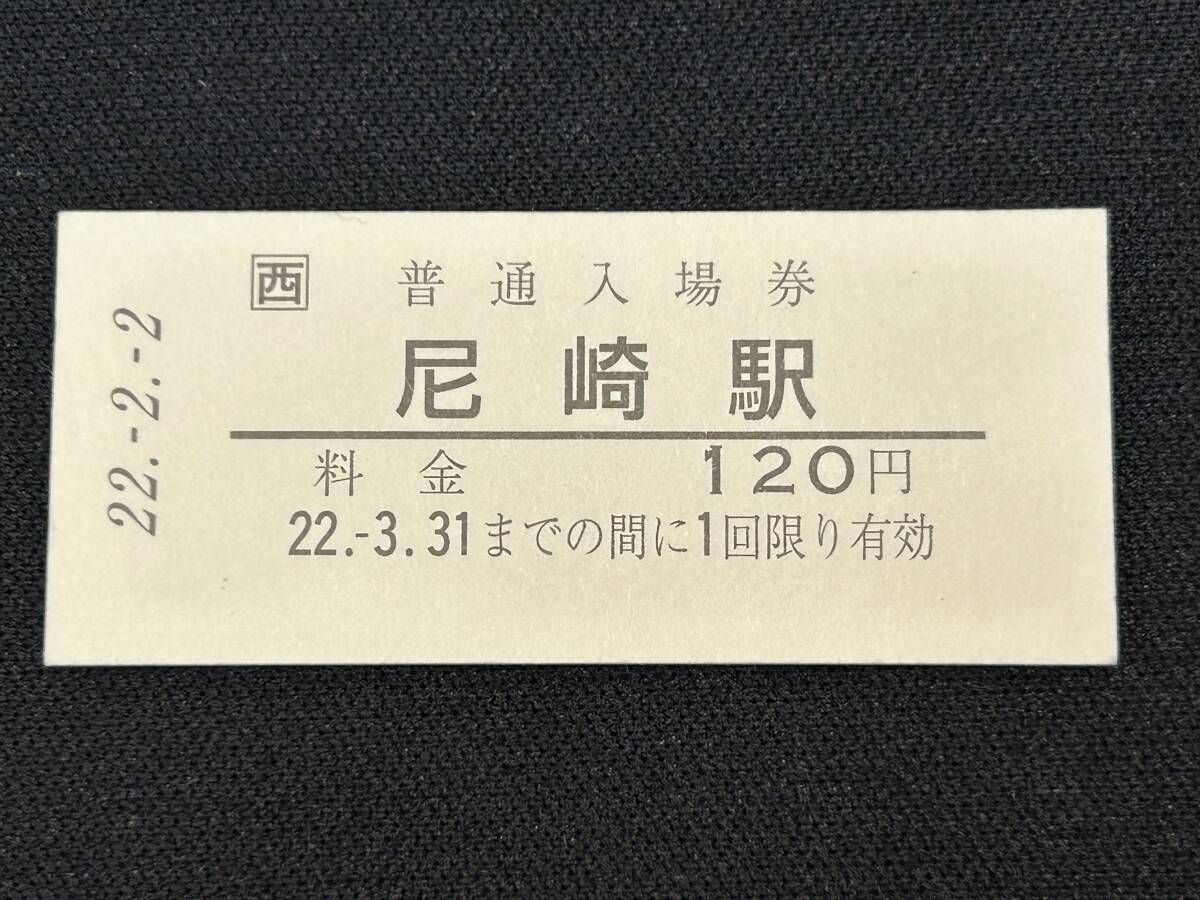 西 普通入場券
尼崎駅
料金 120円
22.-3.31までの間に1回限り有効
22.-2.-2